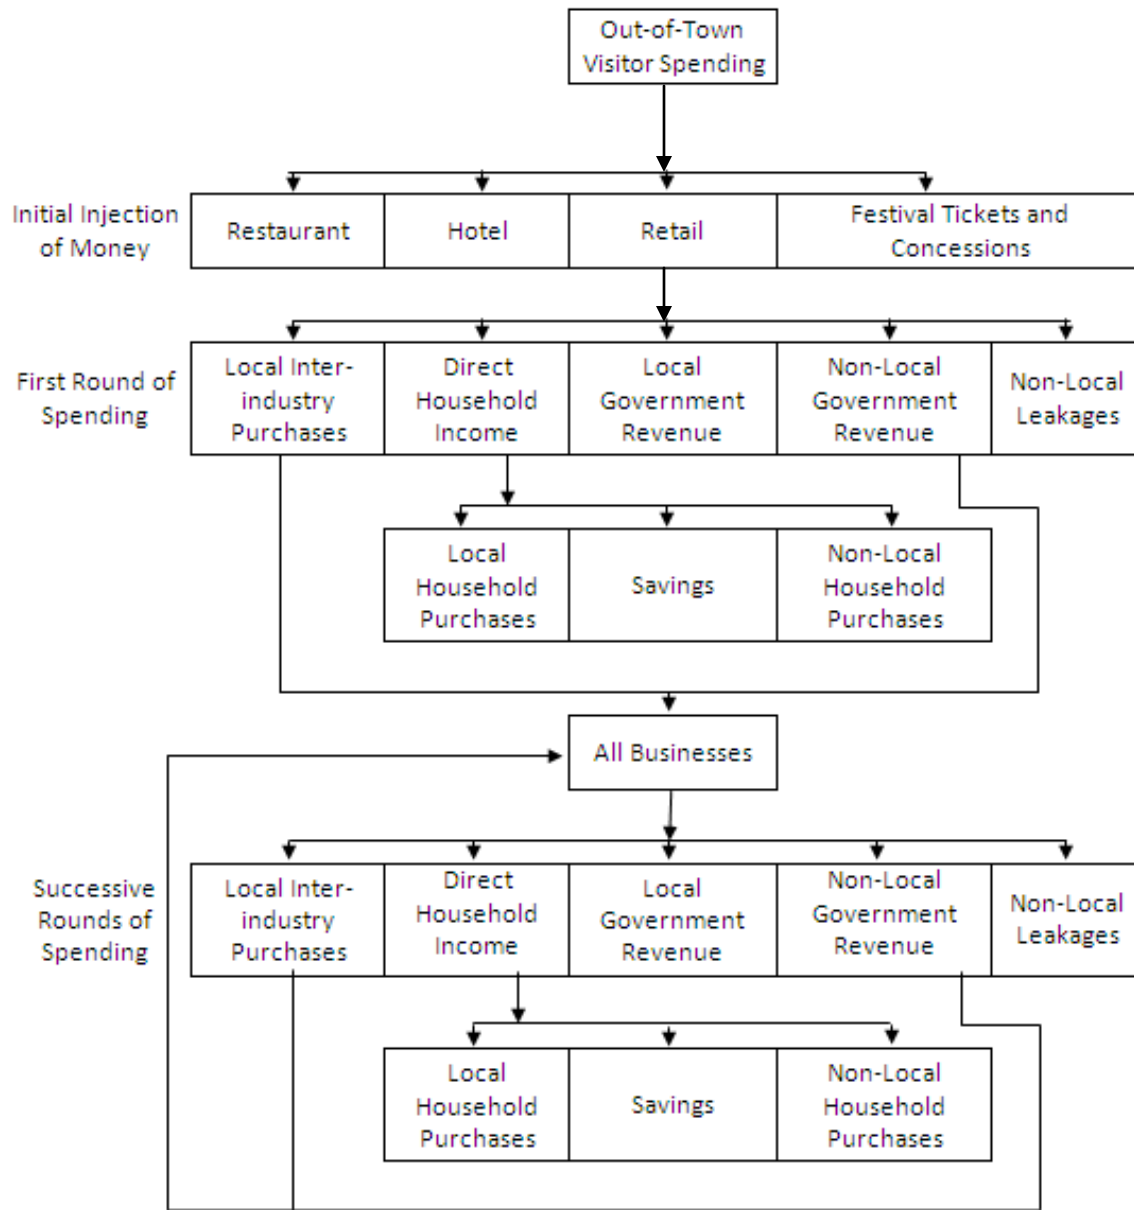 Out-of-Town
Visitor Spending
Initial Injection
of Money
Restaurant
Hotel
Retail
Festival Tickets and
Concessions
First Round of
Spending
Local Inter-
industry
Purchases
Direct
Household
Income
Local
Government
Revenue
Non-Local
Government
Revenue
Non-Local
Leakages
Local
Household
Purchases
Savings
Non-Local
Household
Purchases
All Businesses
Successive
Rounds of
Spending
Local Inter-
industry
Purchases
Direct
Household
Income
Local
Government
Revenue
Non-Local
Government
Revenue
Non-Local
Leakages
Local
Household
Purchases
Savings
Non-Local
Household
Purchases